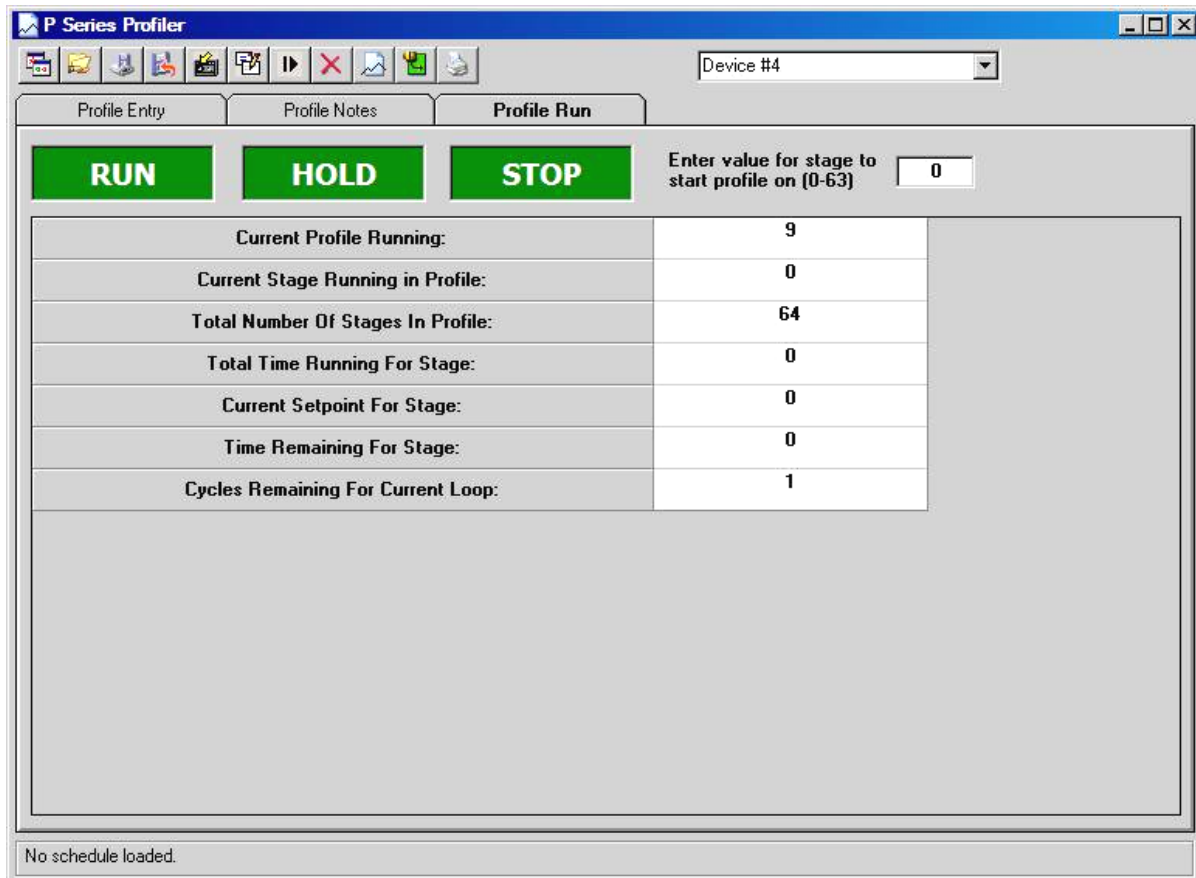 P Series Profiler
Device #4
Profile Entry
Profile Notes
Profile Run
RUN
HOLD
STOP
Enter value for stage to
start profile on (0-63)
0
Current Profile Running:
9
Current Stage Running in Profile:
0
Total Number Of Stages In Profile:
64
Total Time Running For Stage:
0
Current Setpoint For Stage:
0
Time Remaining For Stage:
0
Cycles Remaining For Current Loop:
1
No schedule loaded.